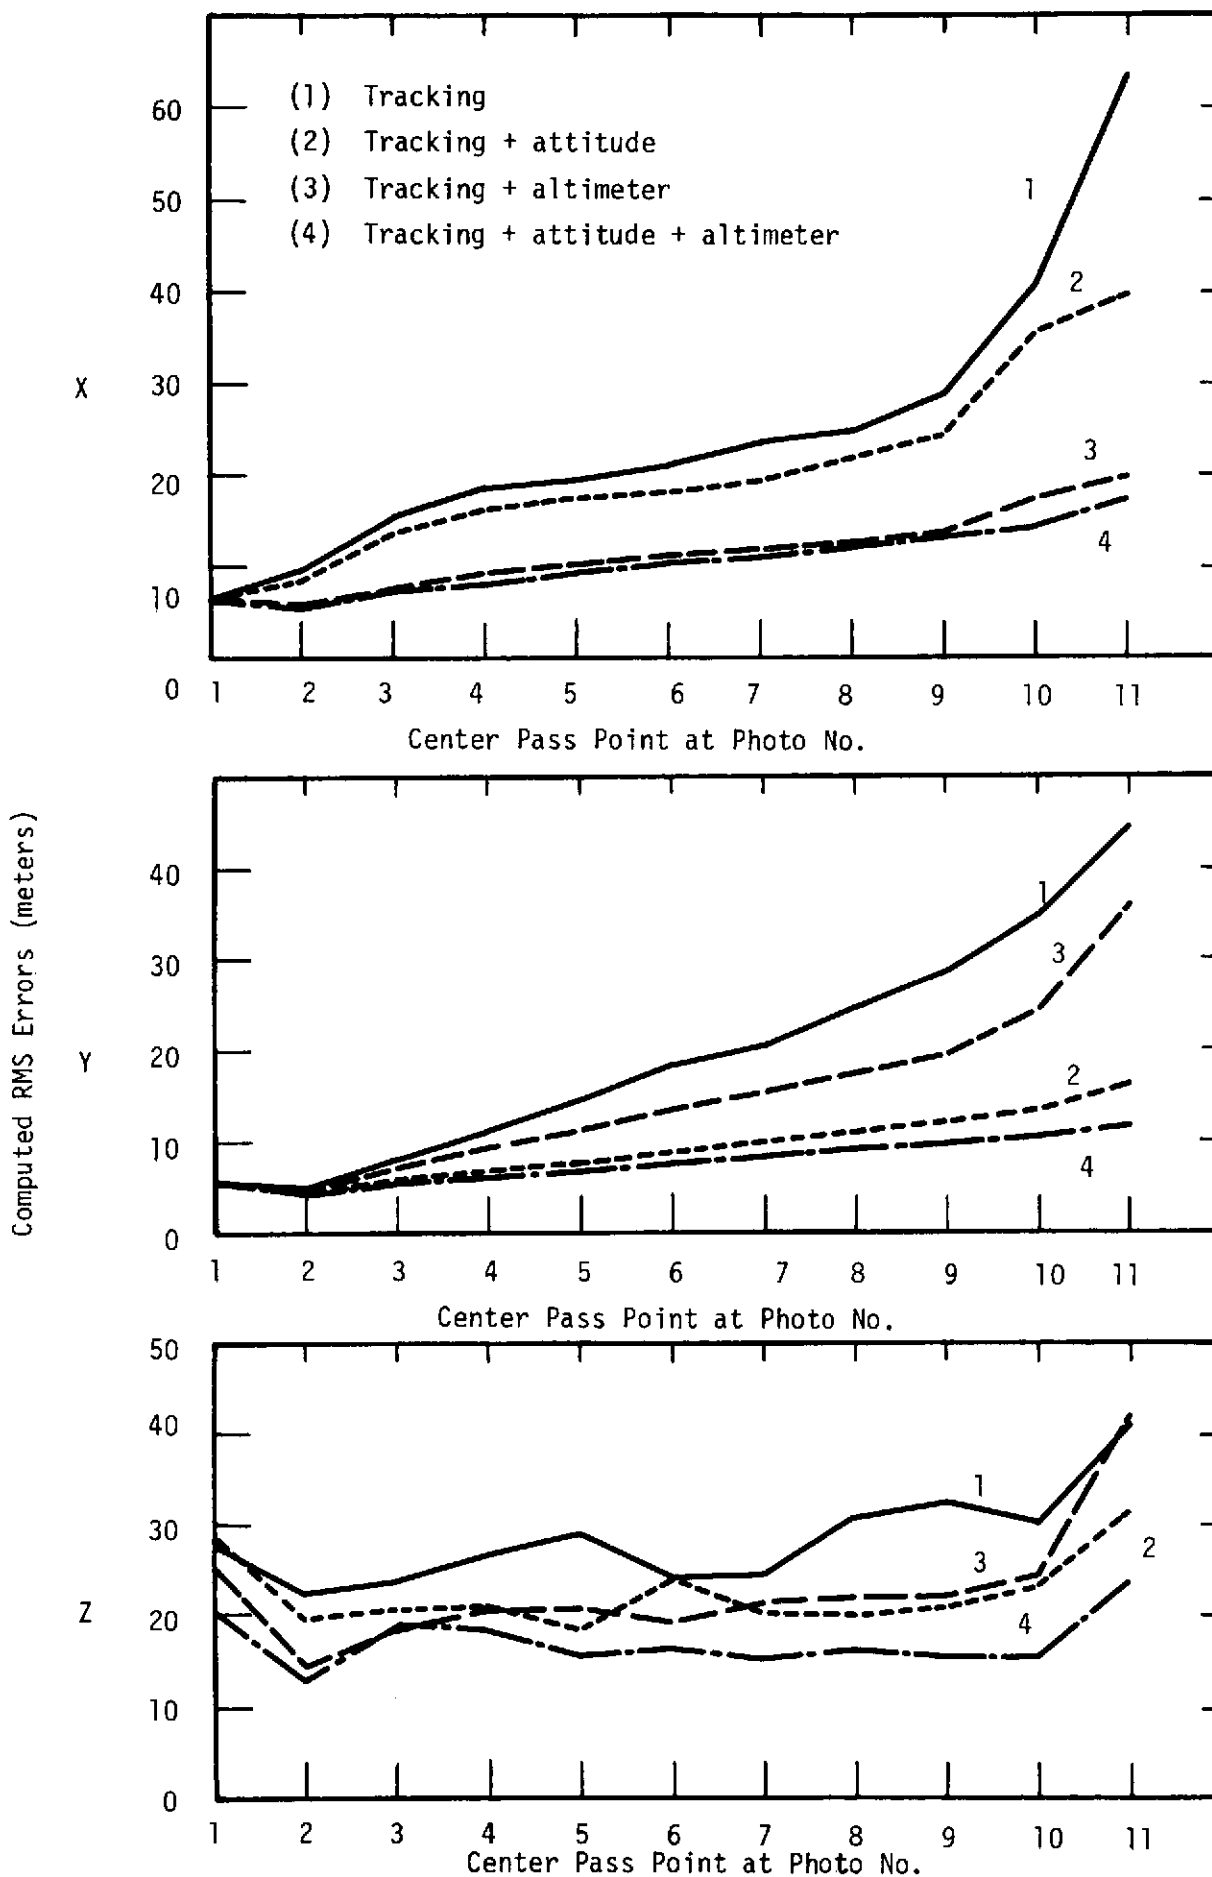 60
50
40
30
20
10
0
X
(1) Tracking
(2) Tracking + attitude
(3) Tracking + altimeter
(4) Tracking + attitude + altimeter
1
2
3
4
1 2 3 4 5 6 7 8 9 10 11
Center Pass Point at Photo No.
Computed RMS Errors (meters)
40
30
20
10
0
Y
1
3
2
4
1 2 3 4 5 6 7 8 9 10 11
Center Pass Point at Photo No.
50
40
30
20
10
0
Z
1
3
2
4
1 2 3 4 5 6 7 8 9 10 11
Center Pass Point at Photo No.